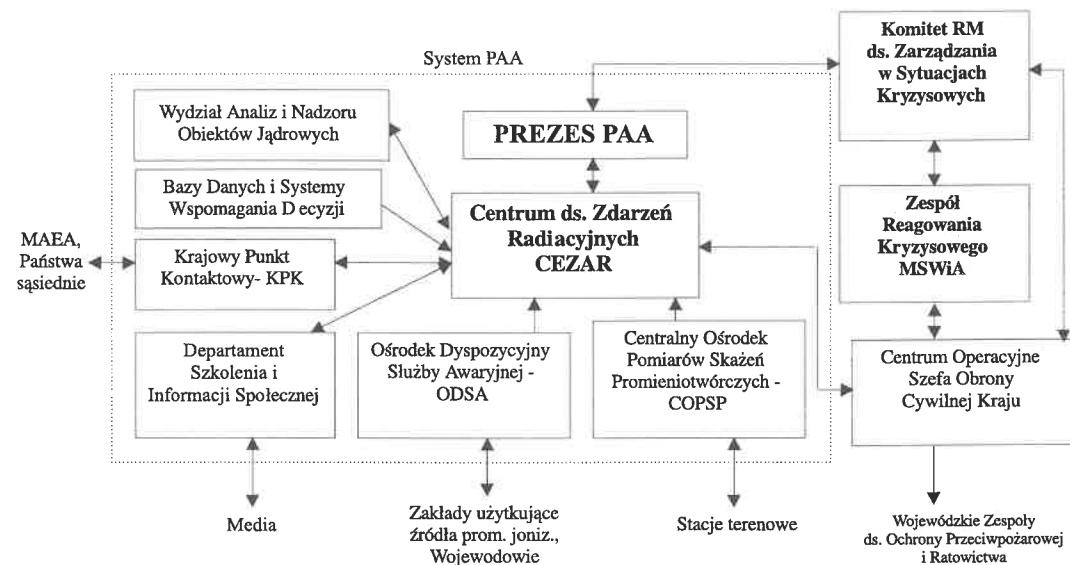 System PAA
Komitet RM
ds. Zarządzania
w Sytuacjach
Kryzysowych
Wydział Analiz i Nadzoru
Obiektów Jądrowych
PREZES PAA
Bazy Danych i Systemy
Wspomagania Decyzji
Centrum ds. Zdarzeń
Radiacyjnych
CEZAR
Zespół
Reagowania
Kryzysowego
MSWiA
MAEA,
Państwa
sąsiednie
Krajowy Punkt
Kontaktowy- KPK
Departament
Szkolenia i
Informacji Społecznej
Ośrodek Dyspozycyjny
Służby Awaryjnej -
ODSA
Centralny Ośrodek
Pomiarów Skażeń
Promieniotwórczych -
COPSP
Centrum Operacyjne
Szefa Obrony
Cywilnej Kraju
Media
Zakłady użytkujące
źródła prom. joniz.,
Wojewodowie
Stacje terenowe
Wojewódzkie Zespoły
ds. Ochrony Przeciwpożarowej
i Ratowictwa